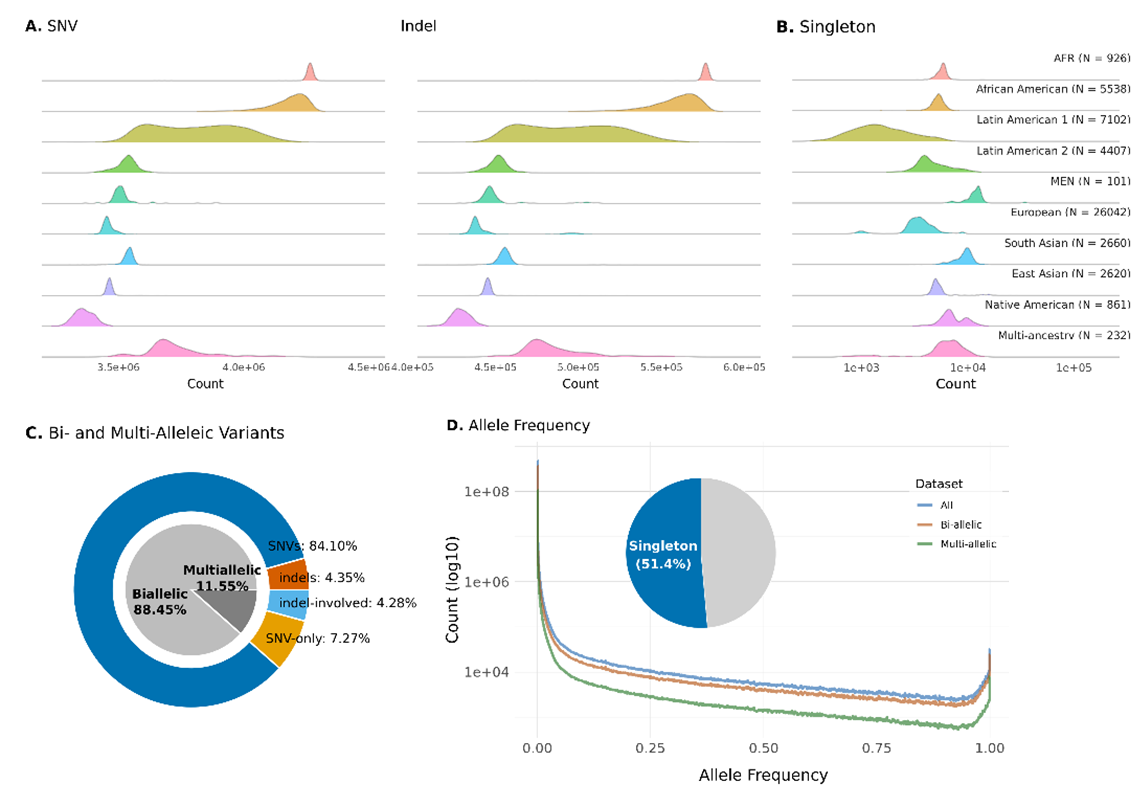 A. SNV
Indel
B. Singleton
AFR (N = 926)
African American (N = 5538)
Latin American 1 (N = 7102)
Latin American 2 (N = 4407)
MEN (N = 101)
European (N = 26042)
South Asian (N = 2660)
East Asian (N = 2620)
Native American (N = 861)
Multi-ancestry (N = 232)
3.5e+06
4.0e+06
4.5e+06
4.0e+05
4.5e+05
5.0e+05
5.5e+05
6.0e+05
1e+03
1e+04
1e+05
Count
Count
Count
C. Bi- and Multi-Alleleic Variants
SNVs: 84.10%
indels: 4.35%
indel-involved: 4.28%
SNV-only: 7.27%
Multiallelic
11.55%
Biallelic
88.45%
D. Allele Frequency
Count (log10)
1e+08
1e+06
1e+04
Singleton
(51.4%)
Dataset
All
Bi-allelic
Multi-allelic
0.00
0.25
0.50
0.75
1.00
Allele Frequency